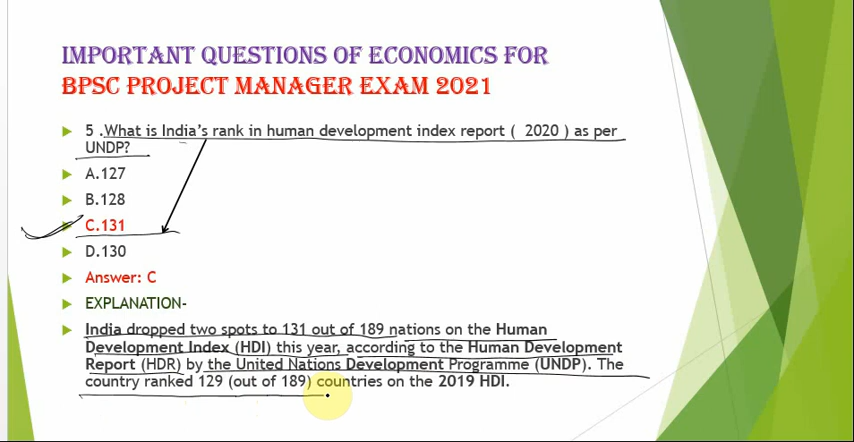 IMPORTANT QUESTIONS OF ECONOMICS FOR
BPSC PROJECT MANAGER EXAM 2021
5 .What is India's rank in human development index report ( 2020 ) as per
UNDP?
A.127
B.128
C.131
D.130
Answer: C
EXPLANATION-
India dropped two spots to 131 out of 189 nations on the Human
Development Index (HDI) this year, according to the Human Development
Report (HDR) by the United Nations Development Programme (UNDP). The
country ranked 129 (out of 189) countries on the 2019 HDI.